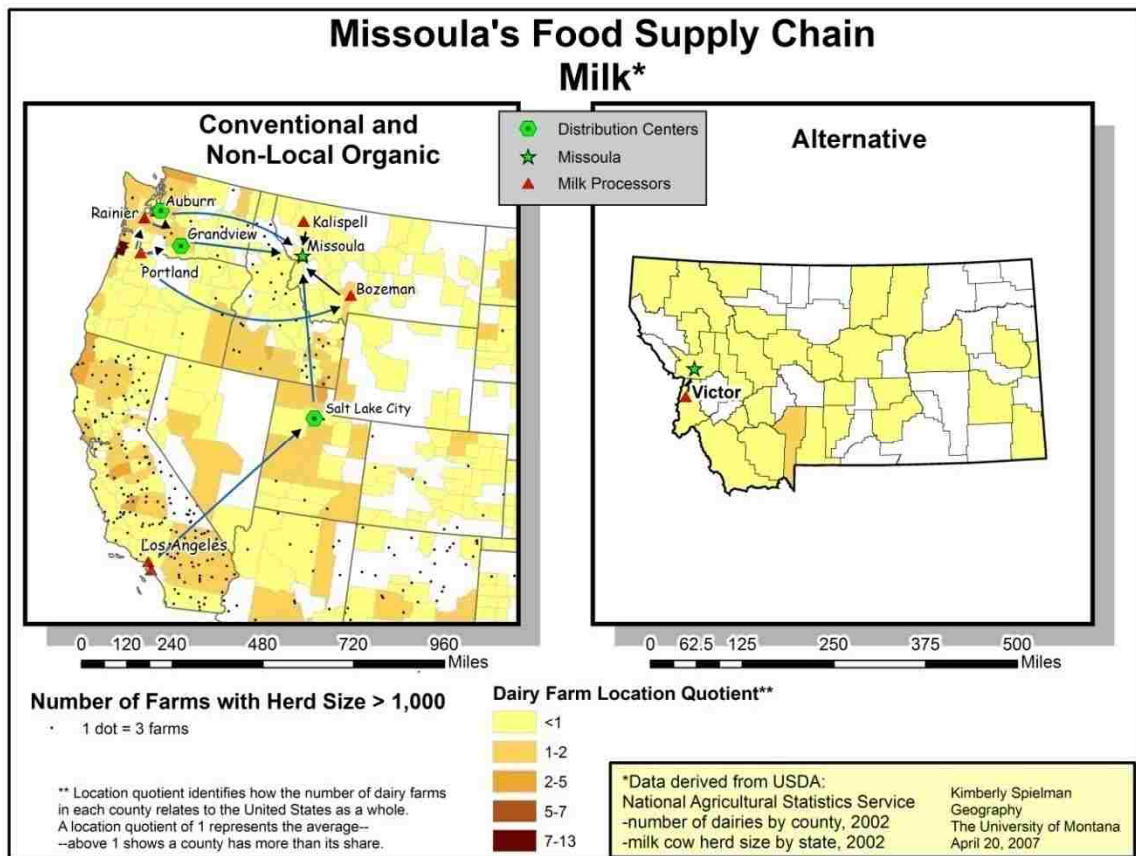 Missoula's Food Supply Chain
Milk*
Conventional and
Non-Local Organic
Distribution Centers
Missoula
Milk Processors
Alternative
Auburn
Rainier
Grandview
Kalispell
Missoula
Portland
Bozeman
Salt Lake City
Los Angeles
Victor
0 120 240 480 720 960
Miles
0 62.5 125 250 375 500
Miles
Number of Farms with Herd Size > 1,000
1 dot = 3 farms
** Location quotient identifies how the number of dairy farms
in each county relates to the United States as a whole.
A location quotient of 1 represents the average--
--above 1 shows a county has more than its share.
Dairy Farm Location Quotient**
<1
1-2
2-5
5-7
7-13
*Data derived from USDA:
National Agricultural Statistics Service
-number of dairies by county, 2002
-milk cow herd size by state, 2002
Kimberly Spielman
Geography
The University of Montana
April 20, 2007